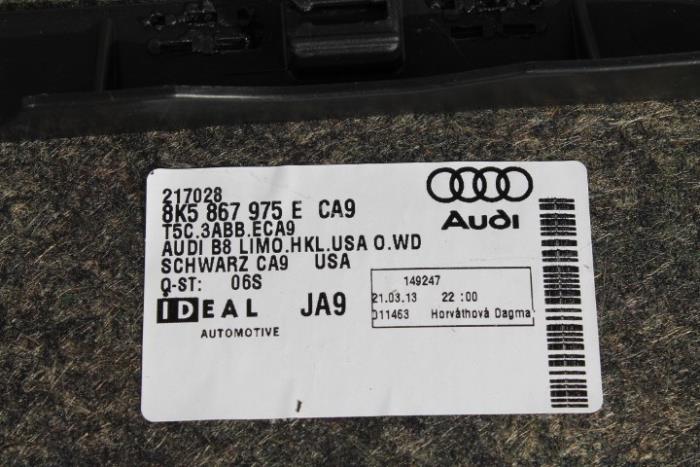 217028
8K5 867 975 E CA9
T5C.3ABB.ECA9
AUDI B8 LIMO.HKL.USA O.WD
SCHWARZ CA9 USA
Q-ST: 06S
IDEAL
AUTOMOTIVE
JA9
Audi
149247
21.03.13 22 :00
011463 Horváthová Dagma